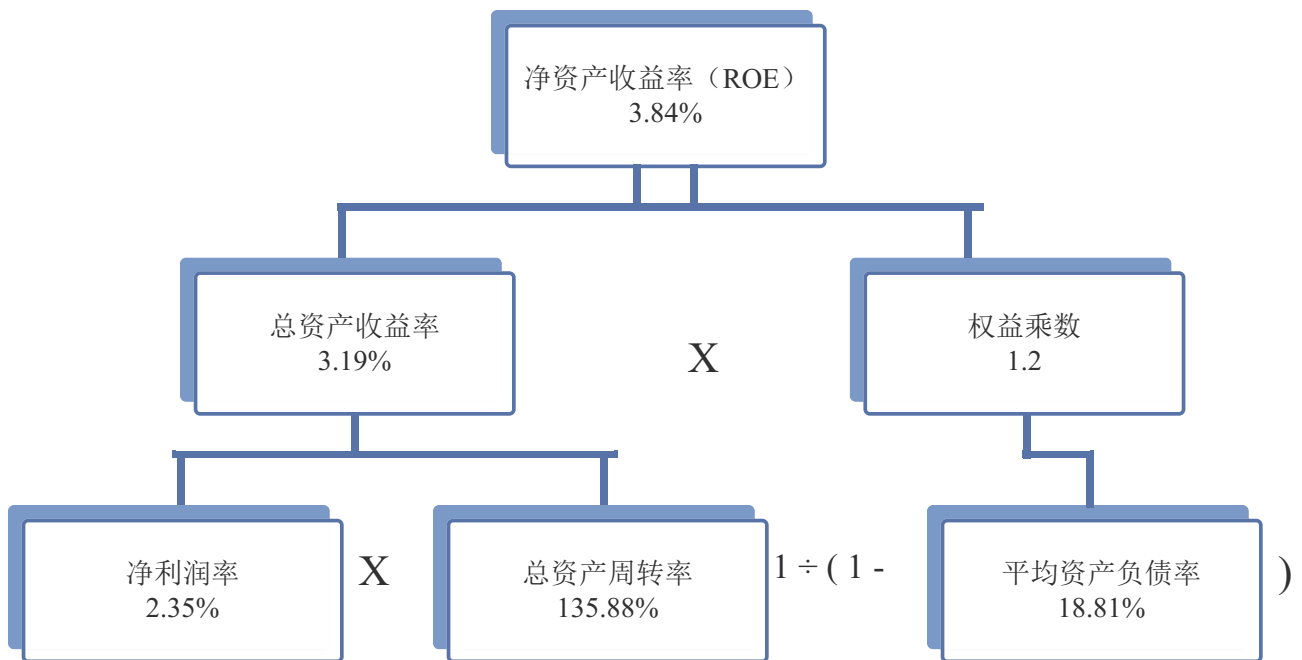 净资产收益率（ROE）
3.84%
总资产收益率
3.19%
X
权益乘数
1.2
净利润率
2.35%
X
总资产周转率
135.88%
1 ÷ ( 1 -
平均资产负债率
18.81%
)